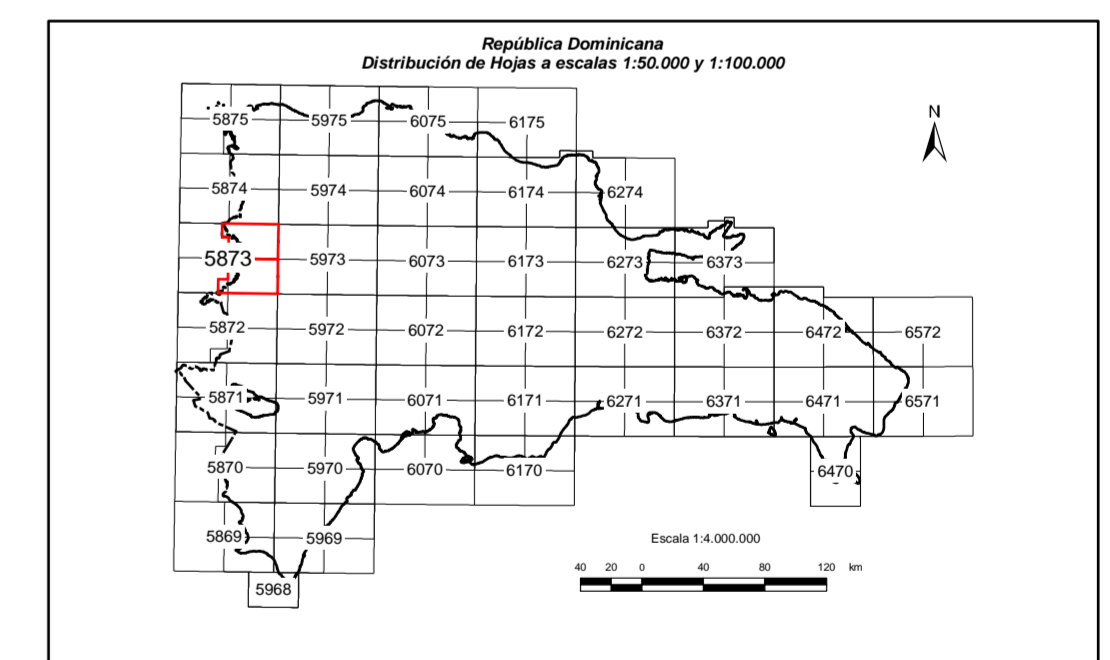 República Dominicana
Distribución de Hojas a escalas 1:50.000 y 1:100.000
N
5875 5975 6075 6175
5874 5974 6074 6174 6274
5873 5973 6073 6173 6273 6373
5872 5972 6072 6172 6272 6372 6472 6572
5871 5971 6071 6171 6271 6371 6471 6571
5870 5970 6070 6170 6470
5869 5969
Escala 1:4.000.000
40 20 0 40 80 120 km
5968